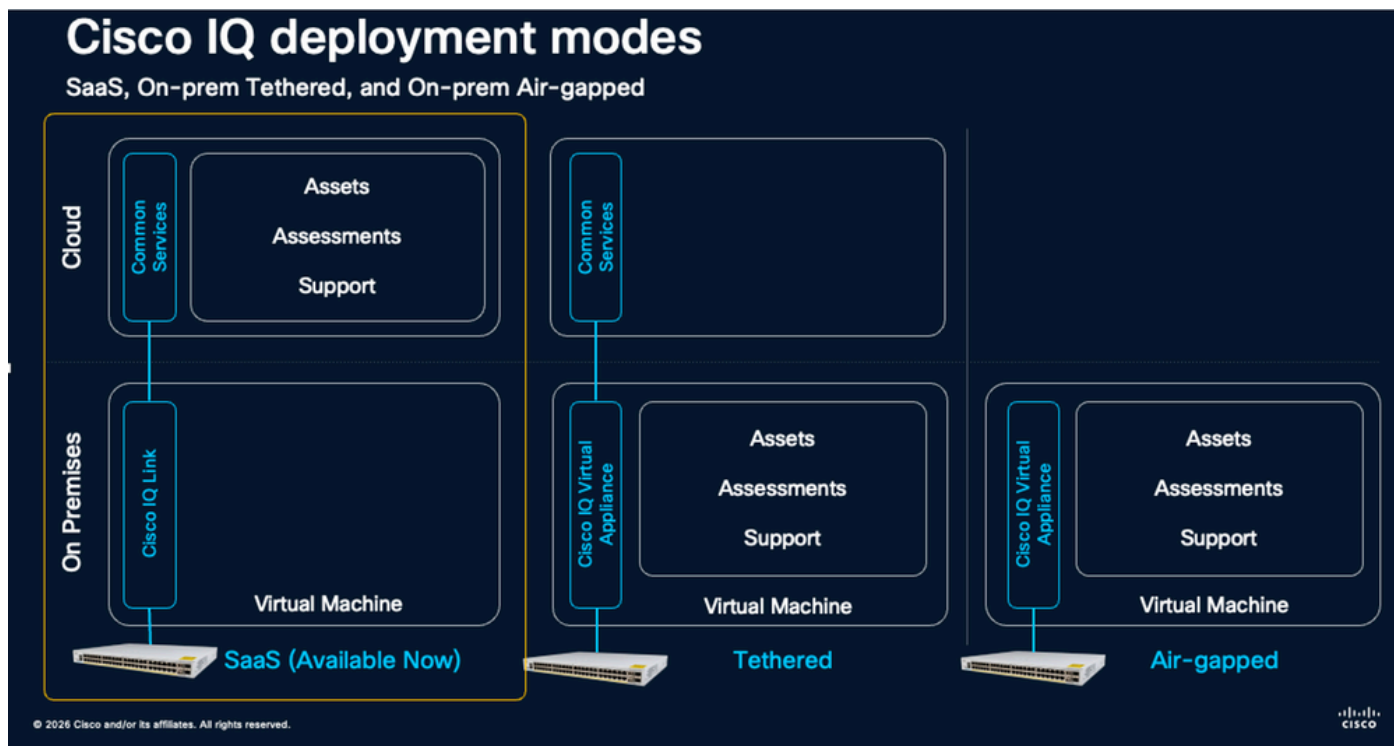 Cisco IQ deployment modes
SaaS, On-prem Tethered, and On-prem Air-gapped
Cloud
Common
Services
Assets
Assessments
Support
Common
Services
On Premises
Cisco IQ Link
Virtual Machine
SaaS (Available Now)
Cisco IQ Virtual
Appliance
Assets
Assessments
Support
Virtual Machine
Tethered
Cisco IQ Virtual
Appliance
Assets
Assessments
Support
Virtual Machine
Air-gapped
© 2026 Cisco and/or its affiliates. All rights reserved.
CISCO